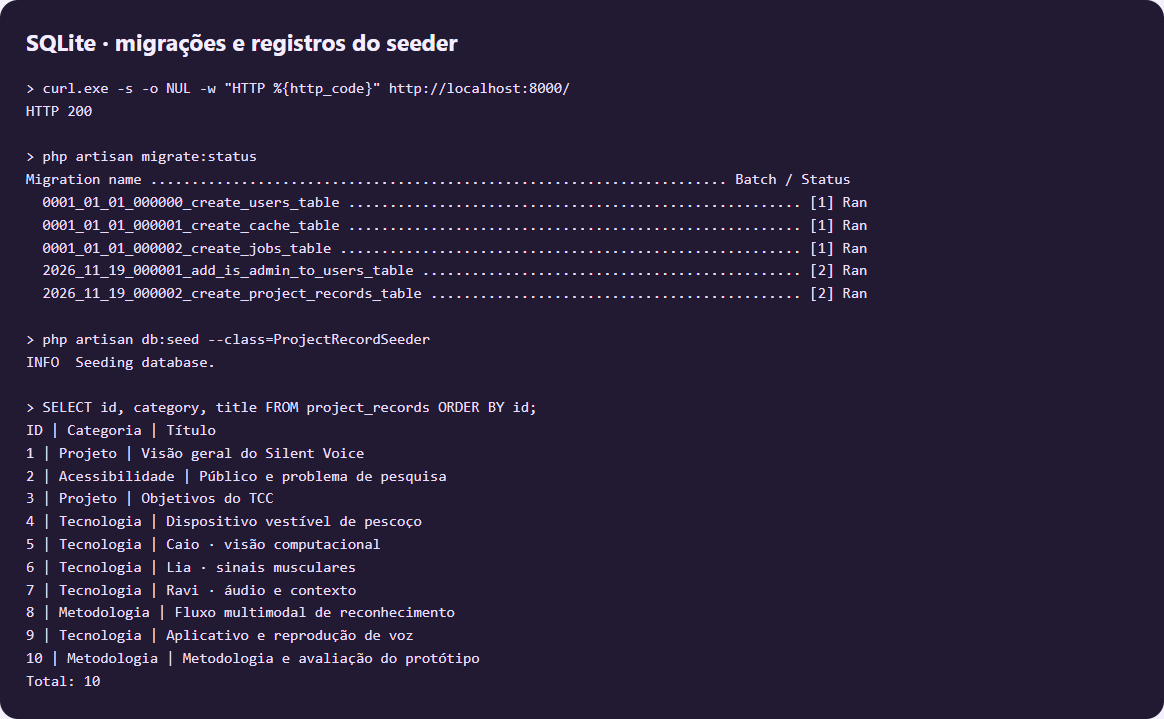 SQLite · migrações e registros do seeder
> curl.exe -s -o NUL -w "HTTP %{http_code}" http://localhost:8000/
HTTP 200
> php artisan migrate:status
Migration name ...................................................................... Batch / Status
0001_01_01_000000_create_users_table ....................................................... [1] Ran
0001_01_01_000001_create_cache_table ....................................................... [1] Ran
0001_01_01_000002_create_jobs_table ........................................................ [1] Ran
2026_11_19_000001_add_is_admin_to_users_table .............................................. [2] Ran
2026_11_19_000002_create_project_records_table ............................................. [2] Ran
> php artisan db:seed --class=ProjectRecordSeeder
INFO  Seeding database.
> SELECT id, category, title FROM project_records ORDER BY id;
ID | Categoria | Título
1 | Projeto | Visão geral do Silent Voice
2 | Acessibilidade | Público e problema de pesquisa
3 | Projeto | Objetivos do TCC
4 | Tecnologia | Dispositivo vestível de pescoço
5 | Tecnologia | Caio · visão computacional
6 | Tecnologia | Lia · sinais musculares
7 | Tecnologia | Ravi · áudio e contexto
8 | Metodologia | Fluxo multimodal de reconhecimento
9 | Tecnologia | Aplicativo e reprodução de voz
10 | Metodologia | Metodologia e avaliação do protótipo
Total: 10